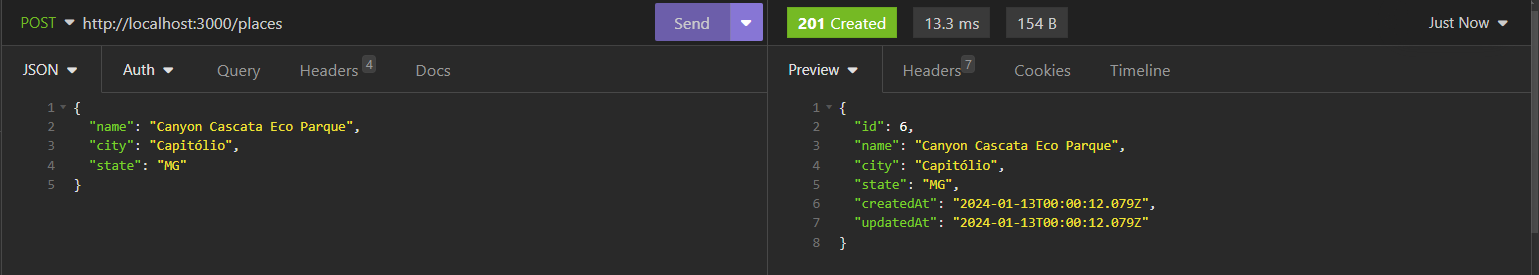 POST http://localhost:3000/places Send 201 Created 13.3 ms 154 B Just Now
JSON Auth Query Headers 4 Docs Preview Headers 7 Cookies Timeline
1 {
2 "name": "Canyon Cascata Eco Parque",
3 "city": "Capitólio",
4 "state": "MG"
5 }
1 {
2 "id": 6,
3 "name": "Canyon Cascata Eco Parque",
4 "city": "Capitólio",
5 "state": "MG",
6 "createdAt": "2024-01-13T00:00:12.079Z",
7 "updatedAt": "2024-01-13T00:00:12.079Z"
8 }